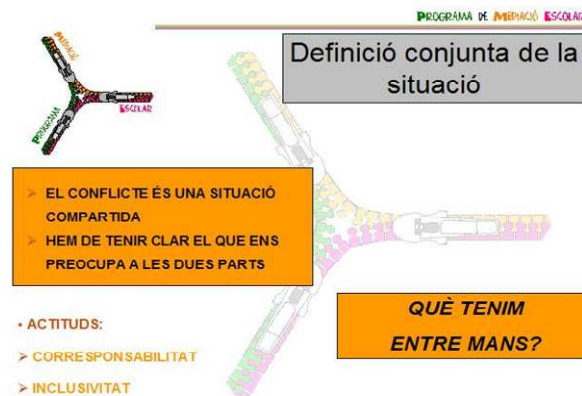 PROGRAMA DE MEDIACIÓ ESCOLAR
Definició conjunta de la
situació
MEDIACIÓ
PROGRAMA
ESCOLAR
➢ EL CONFLICTE ÉS UNA SITUACIÓ
COMPARTIDA
➢ HEM DE TENIR CLAR EL QUE ENS
PREOCUPA A LES DUES PARTS
QUÈ TENIM
ENTRE MANS?
• ACTITUDS:
➢ CORRESPONSABILITAT
➢ INCLUSIVITAT